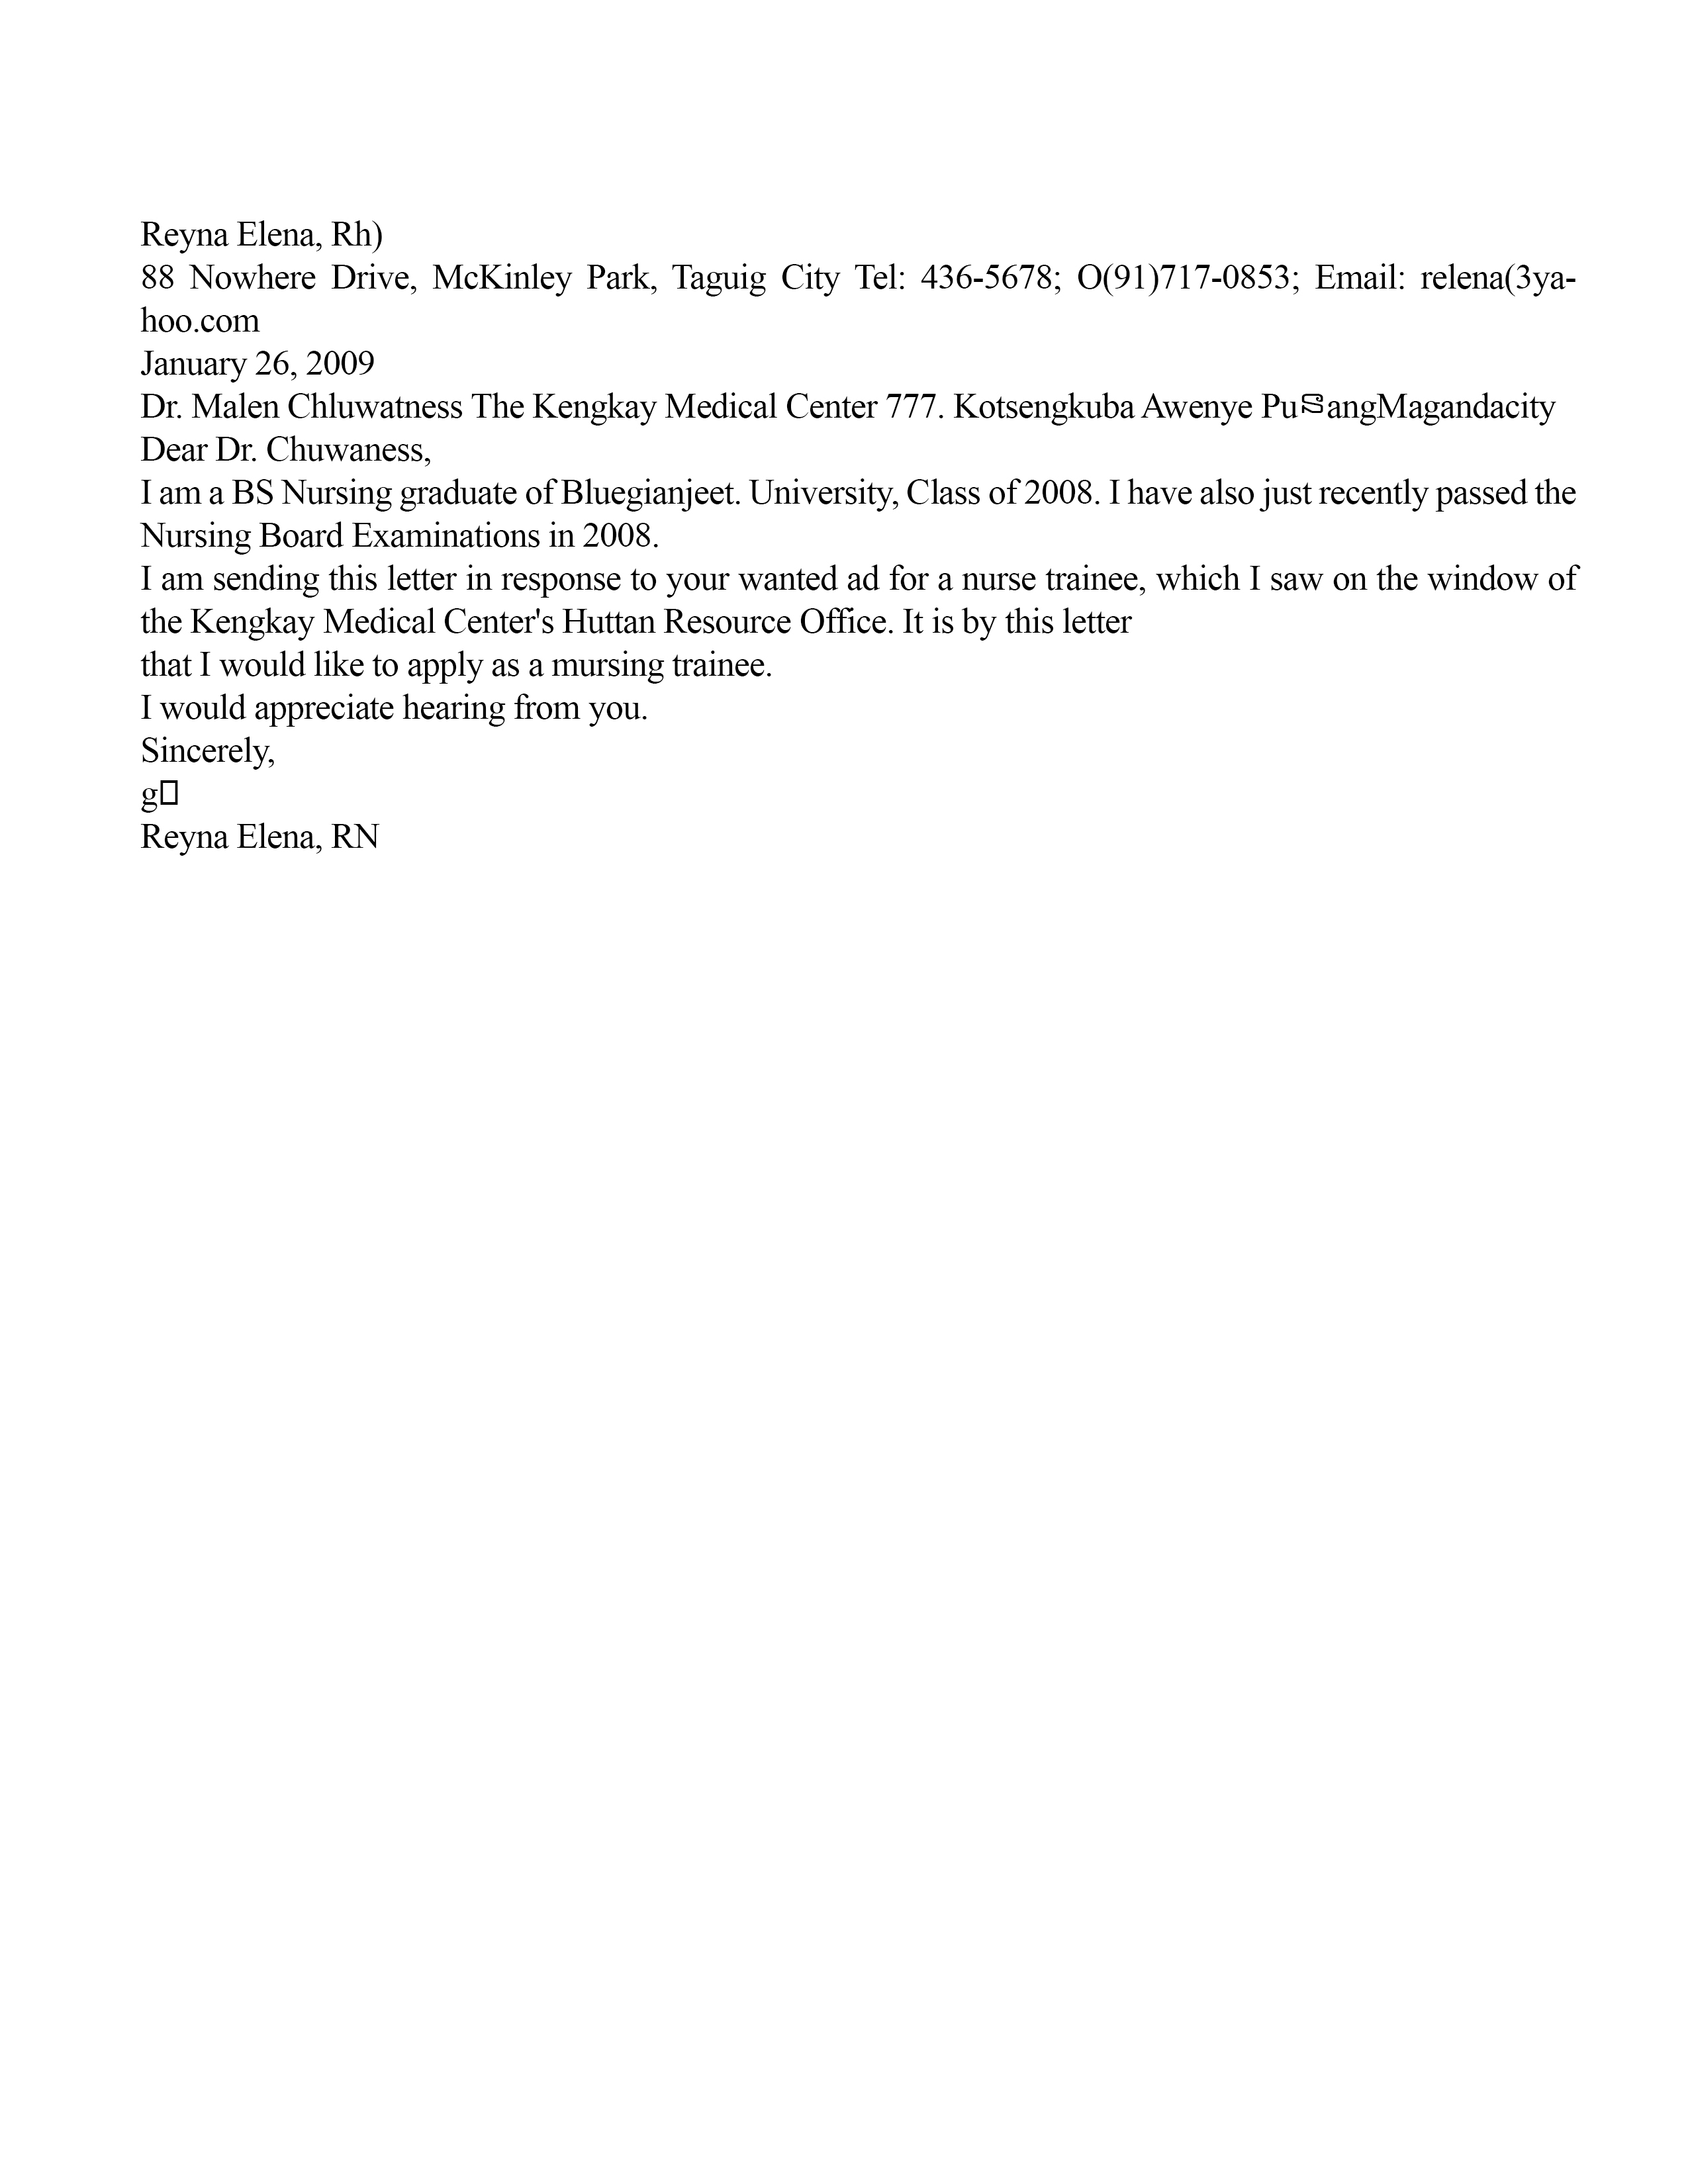 Reyna Elena, Rh)
88 Nowhere Drive, McKinley Park, Taguig City Tel: 436-5678; O(91)717-0853; Email: relena(3ya-
hoo.com
January 26, 2009
Dr. Malen Chluwatness The Kengkay Medical Center 777. Kotsengkuba Awenye PuangMagandacity
Dear Dr. Chuwaness,
I am a BS Nursing graduate of Bluegianjeet. University, Class of 2008. I have also just recently passed the
Nursing Board Examinations in 2008.
I am sending this letter in response to your wanted ad for a nurse trainee, which I saw on the window of
the Kengkay Medical Center's Huttan Resource Office. It is by this letter
that I would like to apply as a mursing trainee.
I would appreciate hearing from you.
Sincerely,
g
Reyna Elena, RN